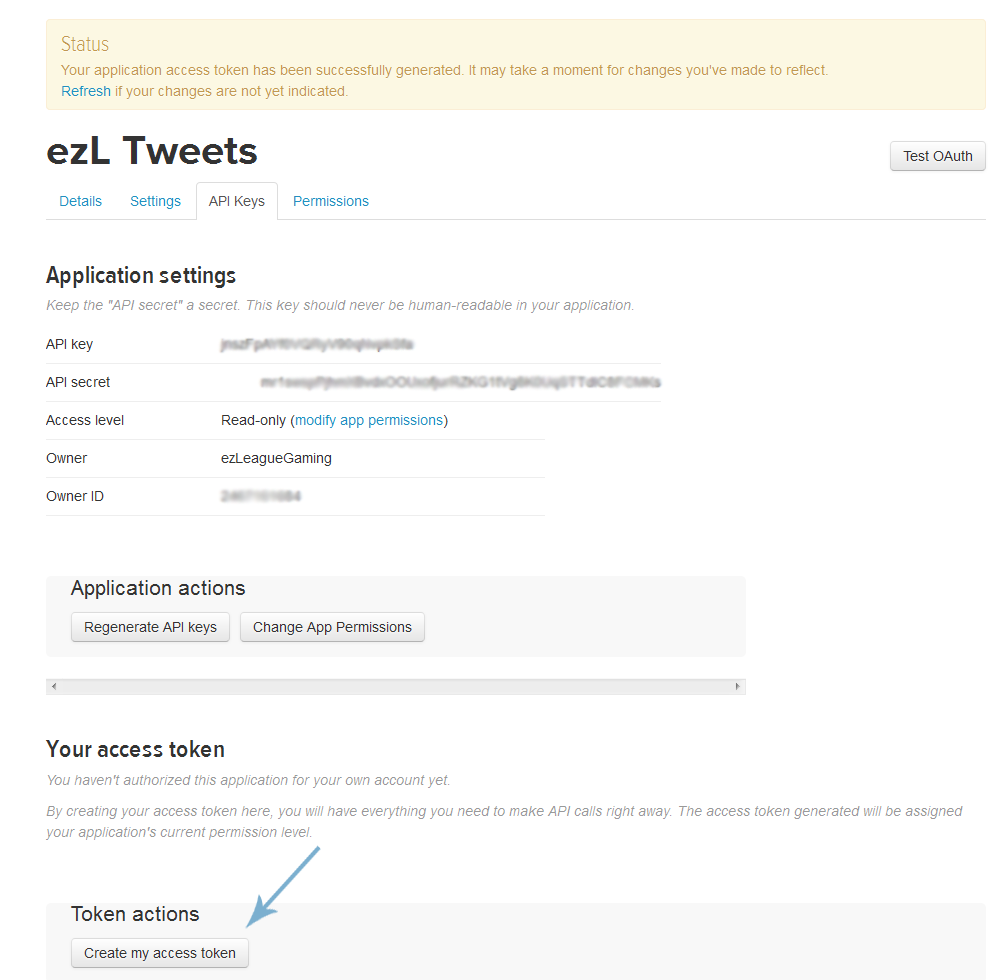 Status
Your application access token has been successfully generated. It may take a moment for changes you've made to reflect.
Refresh if your changes are not yet indicated.
ezL Tweets
Test OAuth
Details Settings API Keys Permissions
Application settings
Keep the "API secret" a secret. This key should never be human-readable in your application.
API key
API secret
Access level Read-only (modify app permissions)
Owner ezLeagueGaming
Owner ID
Application actions
Regenerate API keys Change App Permissions
Your access token
You haven't authorized this application for your own account yet.
By creating your access token here, you will have everything you need to make API calls right away. The access token generated will be assigned
your application's current permission level.
Token actions
Create my access token